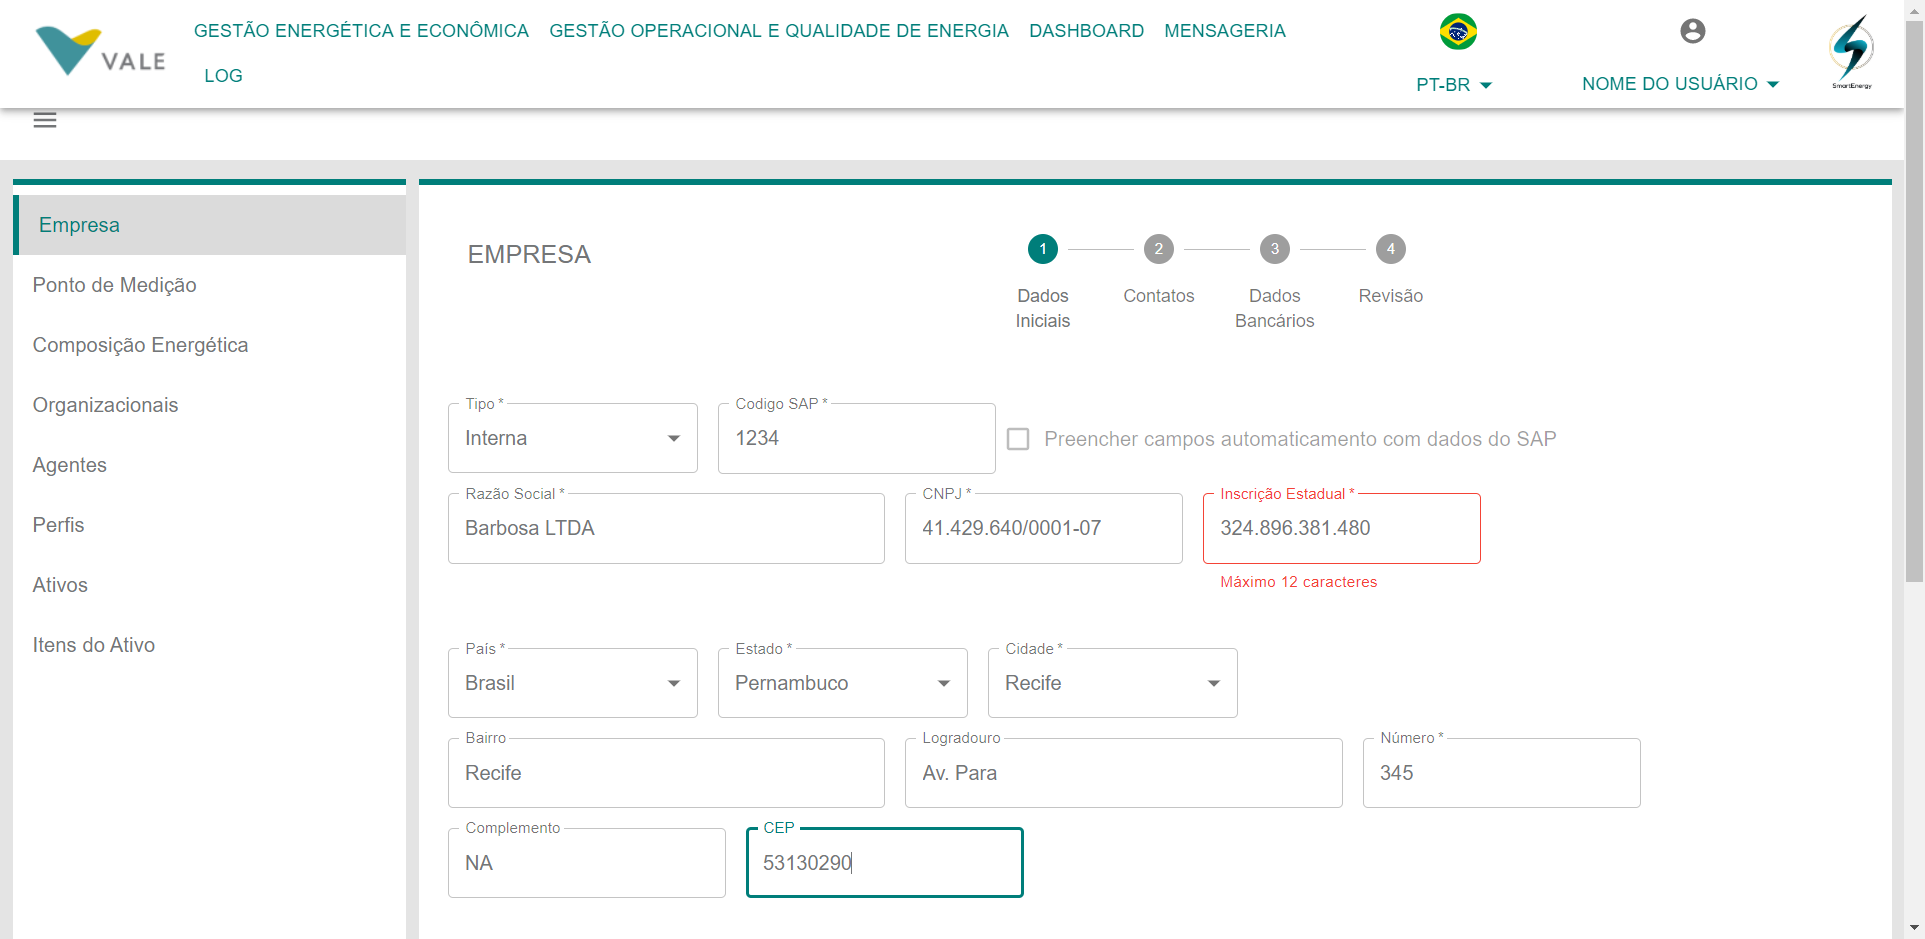 VALE
GESTÃO ENERGÉTICA E ECONÔMICA
GESTÃO OPERACIONAL E QUALIDADE DE ENERGIA
DASHBOARD
MENSAGERIA
LOG
PT-BR
NOME DO USUÁRIO
SmartEnergy
Empresa
Ponto de Medição
Composição Energética
Organizacionais
Agentes
Perfis
Ativos
Itens do Ativo
EMPRESA
1
2
3
4
Dados
Iniciais
Contatos
Dados
Bancários
Revisão
Tipo *
Interna
Codigo SAP *
1234
Preencher campos automaticamento com dados do SAP
Razão Social *
Barbosa LTDA
CNPJ *
41.429.640/0001-07
Inscrição Estadual *
324.896.381.480
Máximo 12 caracteres
País *
Brasil
Estado *
Pernambuco
Cidade *
Recife
Bairro
Recife
Logradouro
Av. Para
Número *
345
Complemento
NA
CEP
53130290